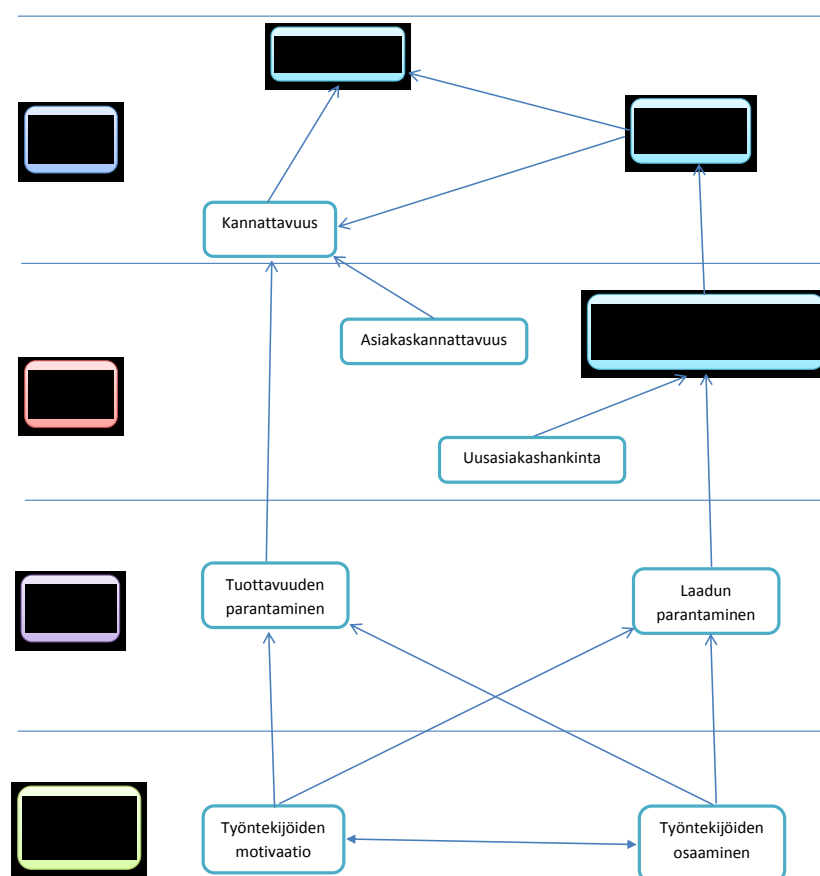 Kannattavuus
Asiakaskannattavuus
Uusasiakashankinta
Tuottavuuden
parantaminen
Laadun
parantaminen
Työntekijöiden
motivaatio
Työntekijöiden
osaaminen